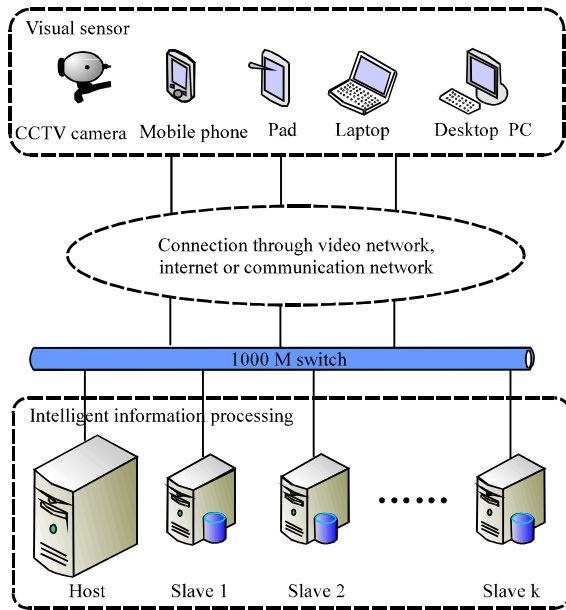 Visual sensor
CCTV camera Mobile phone Pad Laptop Desktop PC
Connection through video network,
internet or communication network
1000 M switch
Intelligent information processing
Host Slave 1 Slave 2 Slave k